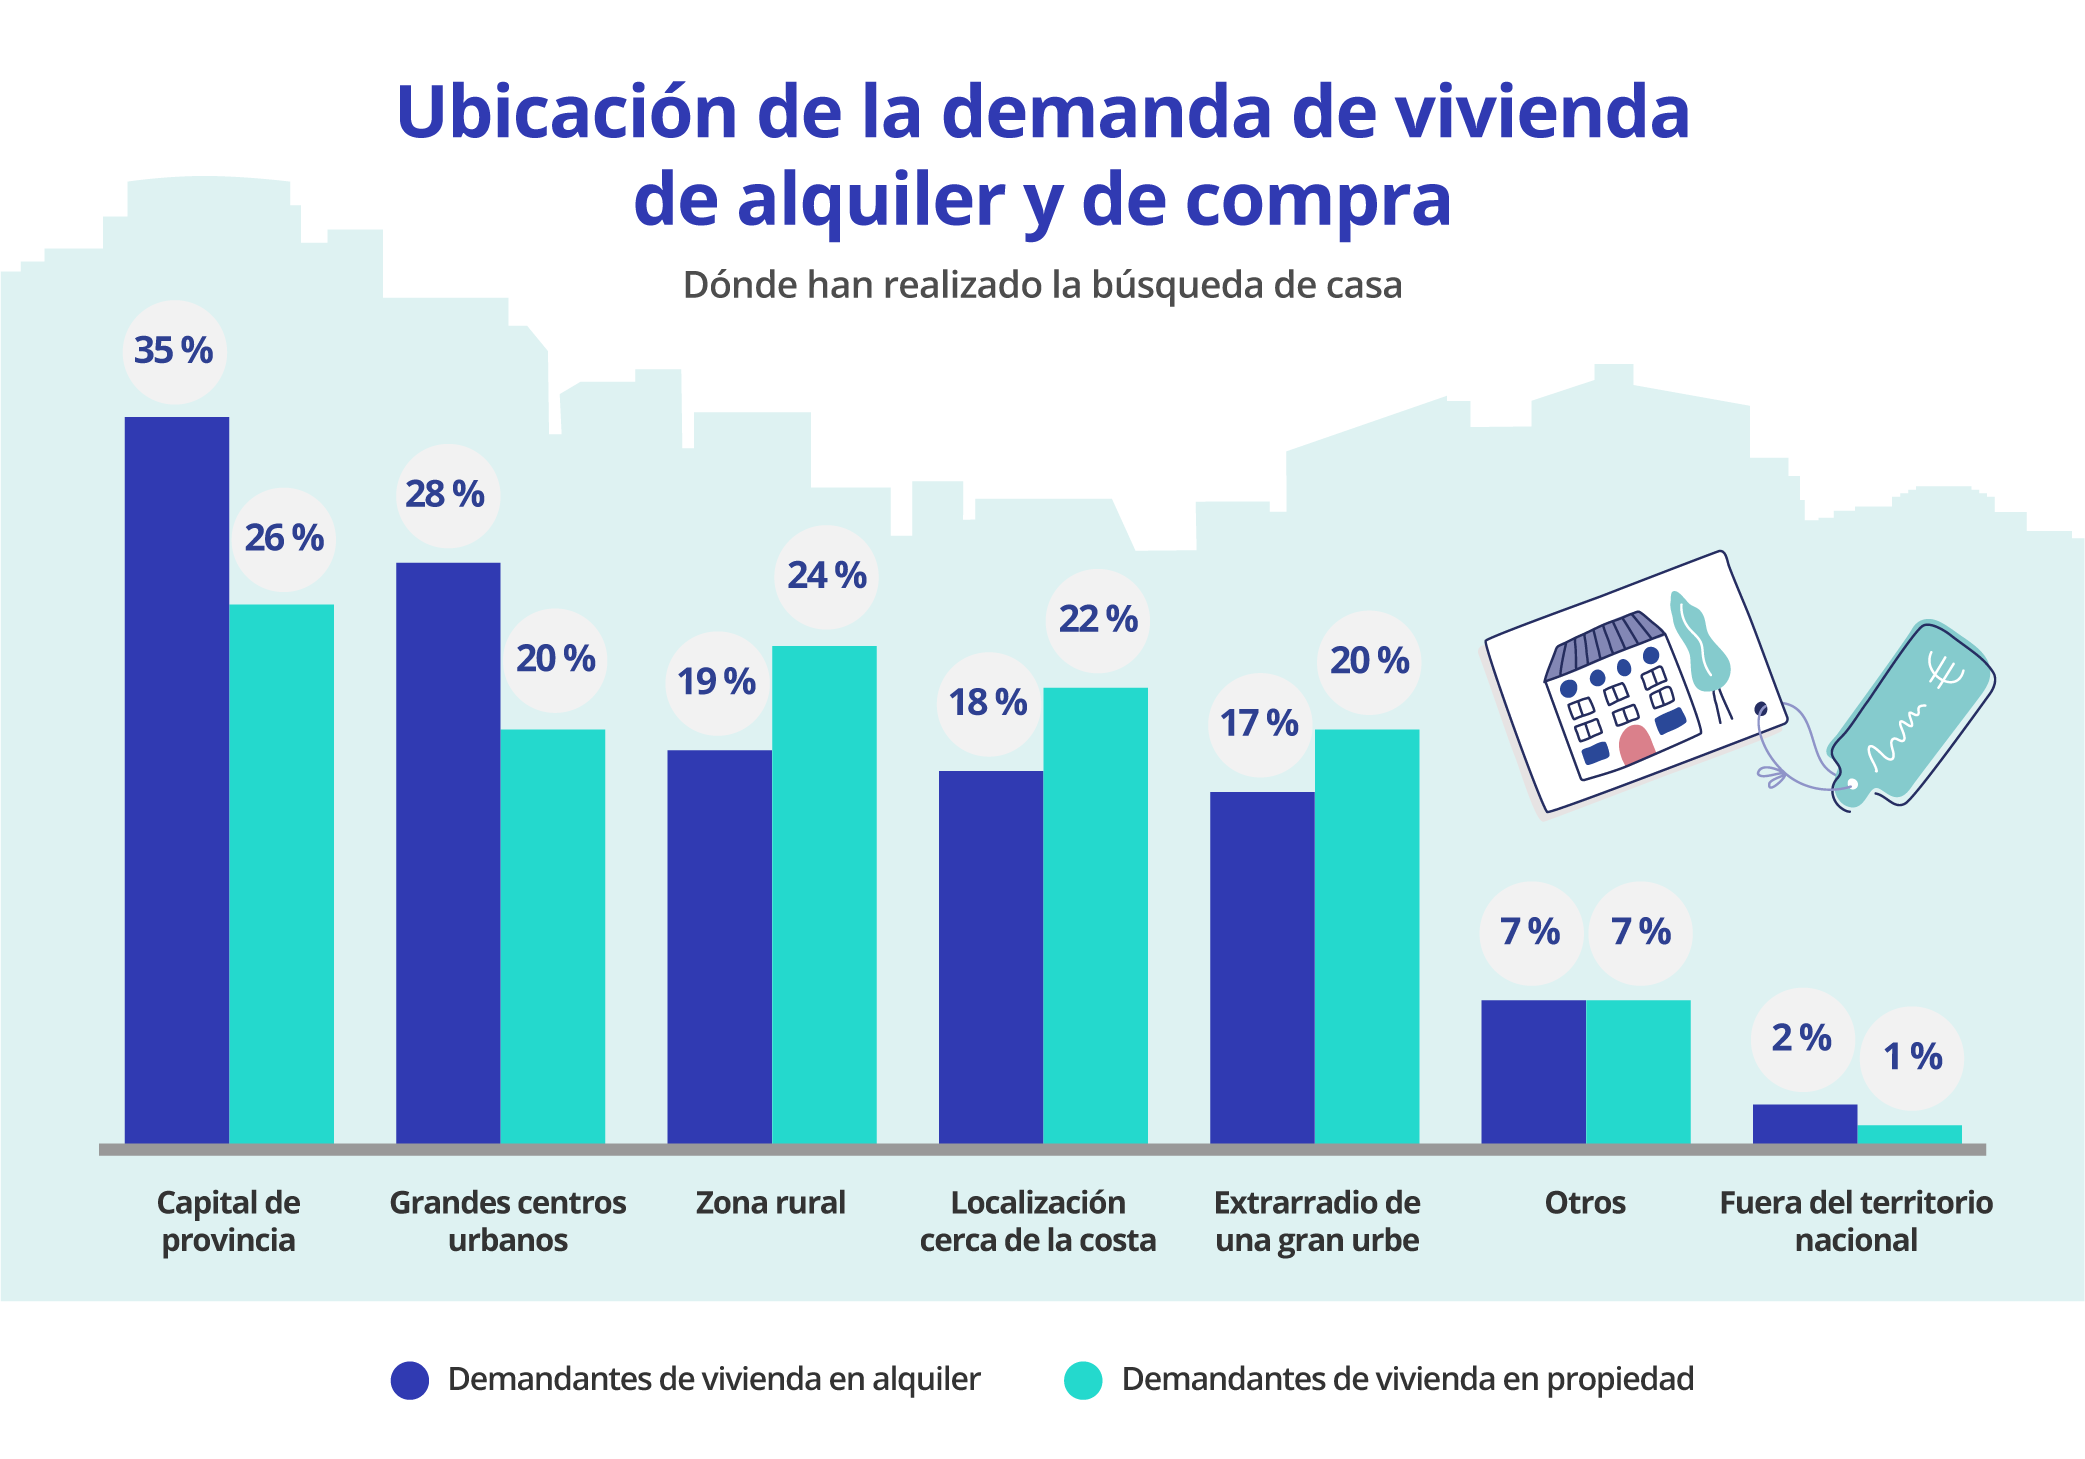 Ubicación de la demanda de vivienda
de alquiler y de compra
Dónde han realizado la búsqueda de casa
35 %
26 %
28 %
20 %
19 %
24 %
18 %
22 %
17 %
20 %
7 %
7 %
2 %
1 %
Capital de
provincia
Grandes centros
urbanos
Zona rural
Localización
cerca de la costa
Extrarradio de
una gran urbe
Otros
Fuera del territorio
nacional
Demandantes de vivienda en alquiler
Demandantes de vivienda en propiedad